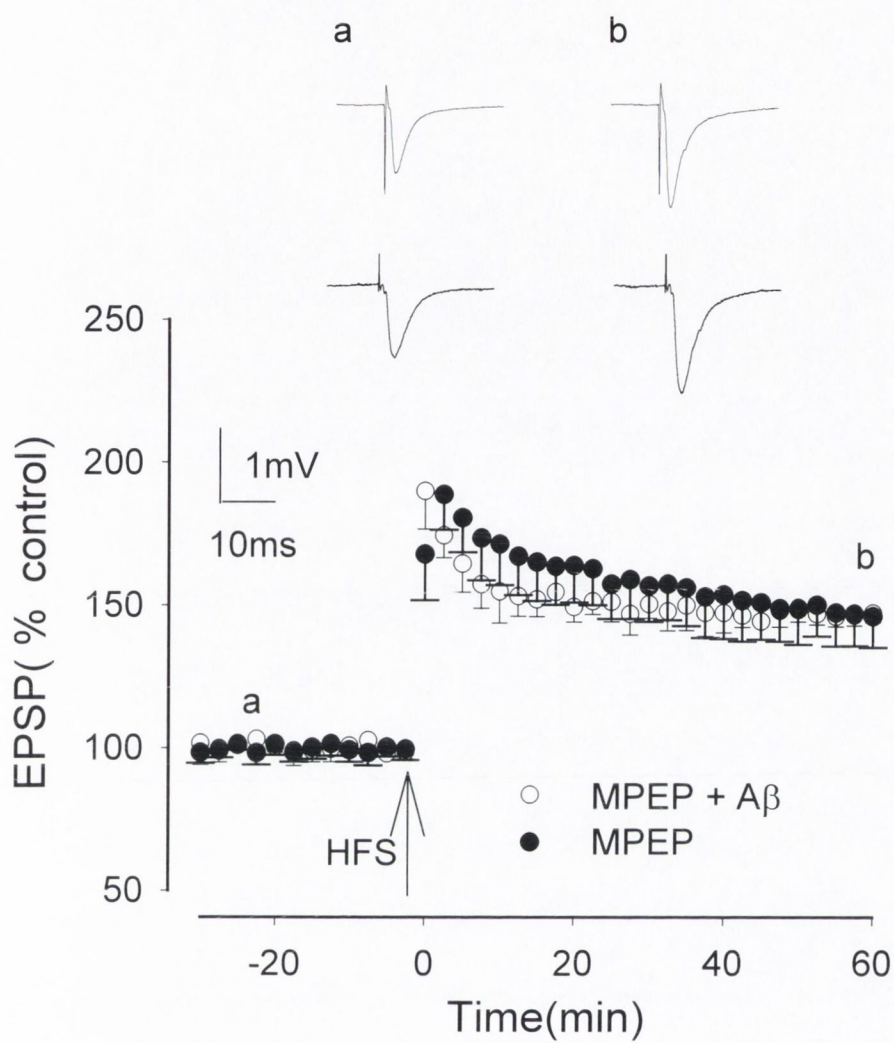 a b
250
200
1mV
10ms
b
150
a
100
MPEP + Aβ
HFS
MPEP
50
EPSP( % control)
-20 0 20 40 60
Time(min)